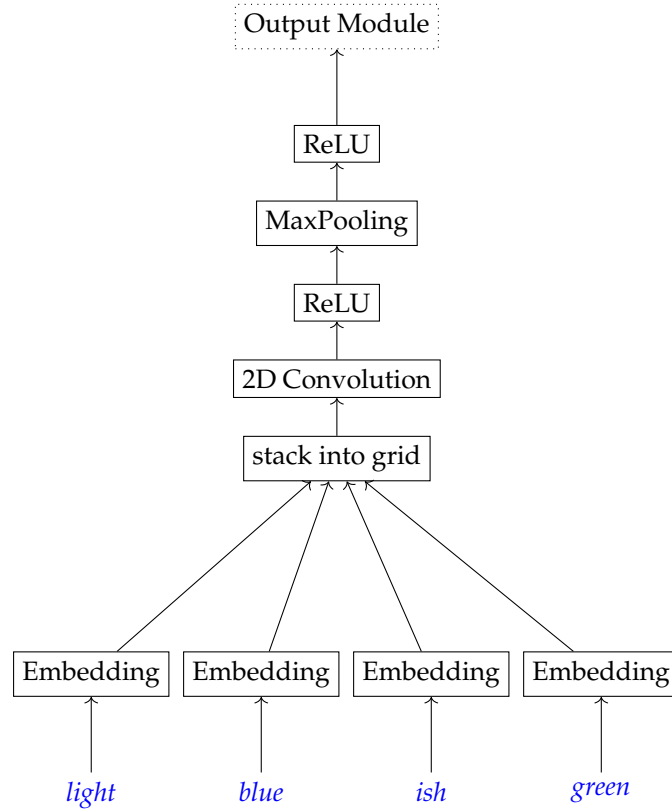 Output Module
ReLU
MaxPooling
ReLU
2D Convolution
stack into grid
Embedding Embedding Embedding Embedding
light blue ish green